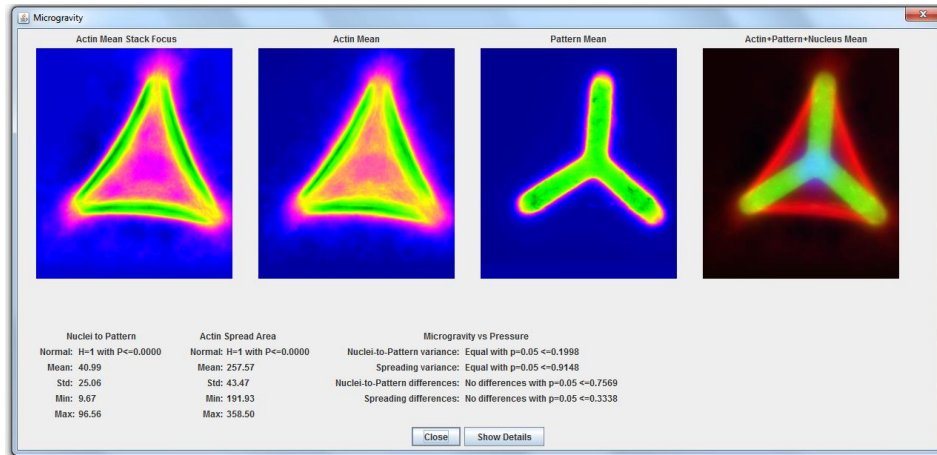 Microgravity
Actin Mean Stack Focus
Actin Mean
Pattern Mean
Actin+Pattern+Nucleus Mean
Nuclei to Pattern
Normal: H=1 with P<=0.0000
Mean: 40.99
Std: 25.06
Min: 9.67
Max: 96.56
Actin Spread Area
Normal: H=1 with P<=0.0000
Mean: 257.57
Std: 43.47
Min: 191.93
Max: 358.50
Microgravity vs Pressure
Nuclei-to-Pattern variance: Equal with p=0.05 <=0.1998
Spreading variance: Equal with p=0.05 <=0.9148
Nuclei-to-Pattern differences: No differences with p=0.05 <=0.7569
Spreading differences: No differences with p=0.05 <=0.3338
Close
Show Details